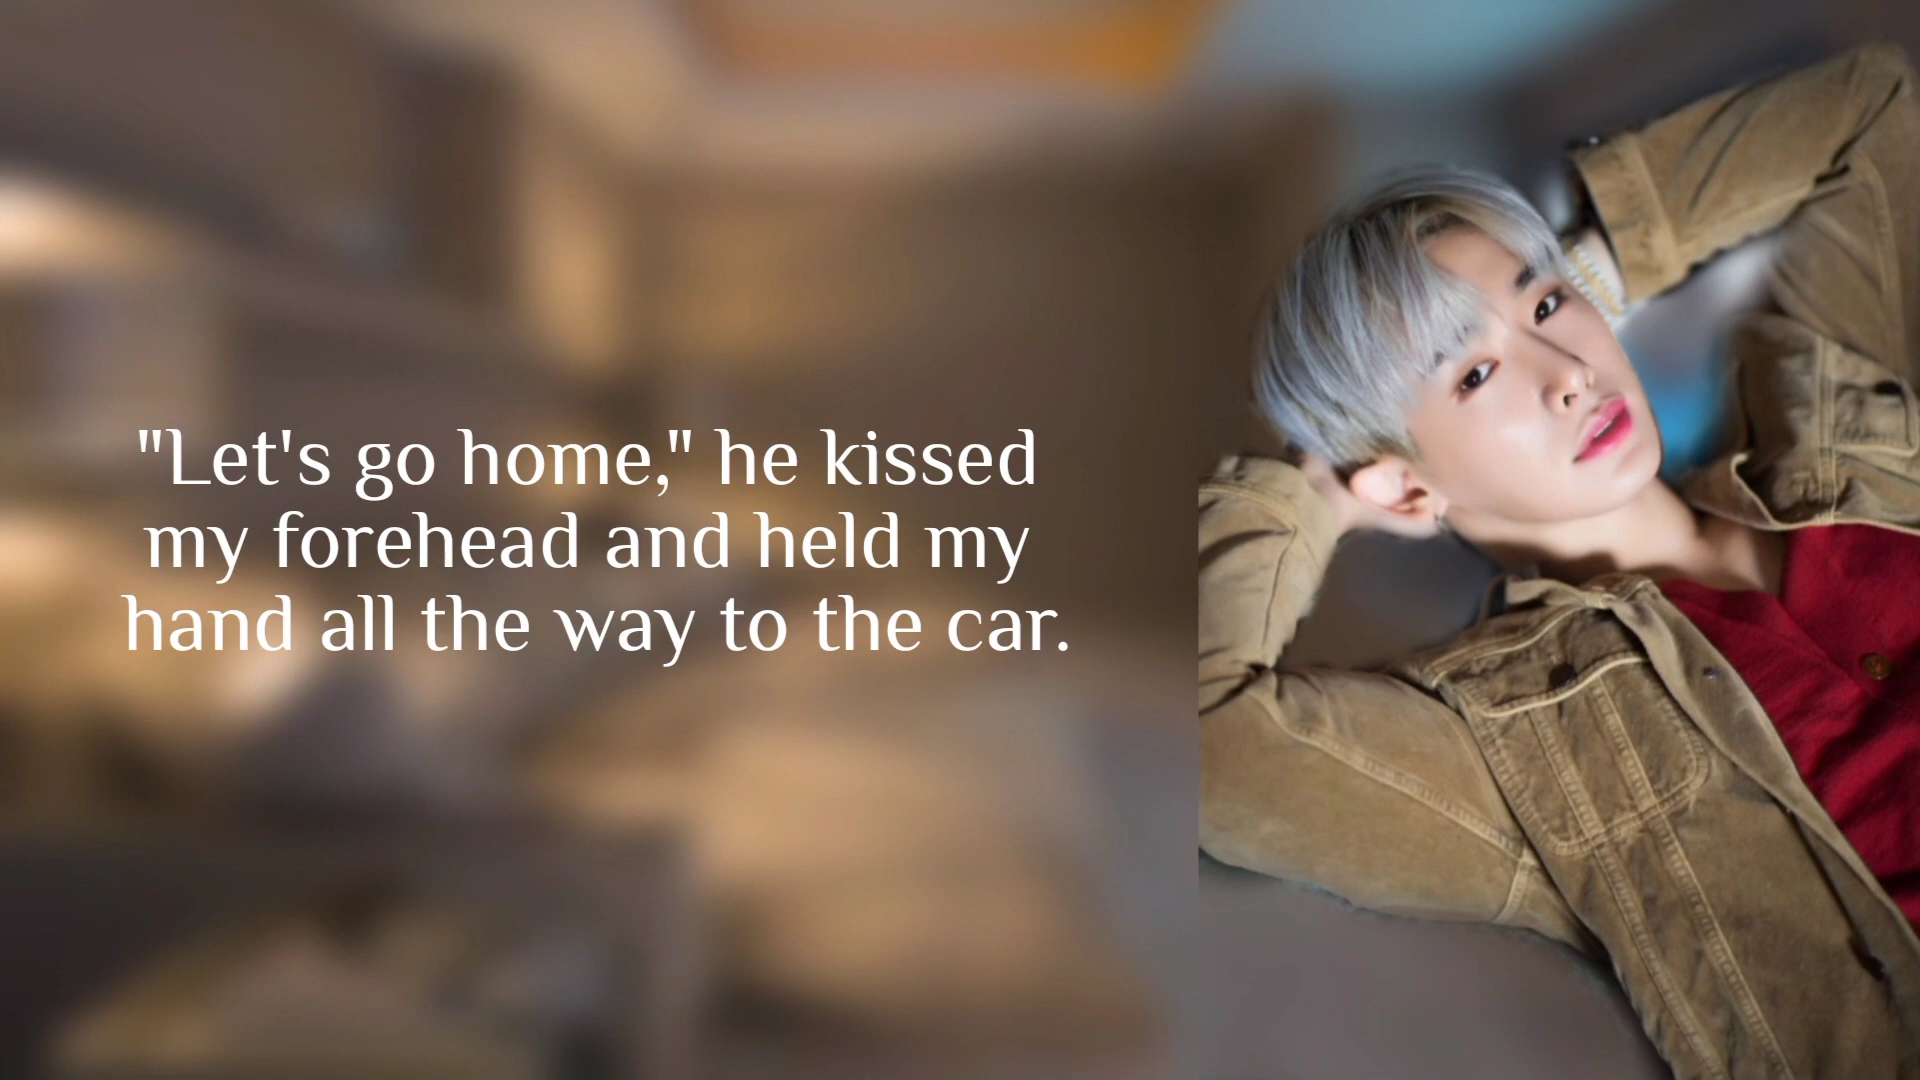 "Let's go home," he kissed
my forehead and held my
hand all the way to the car.